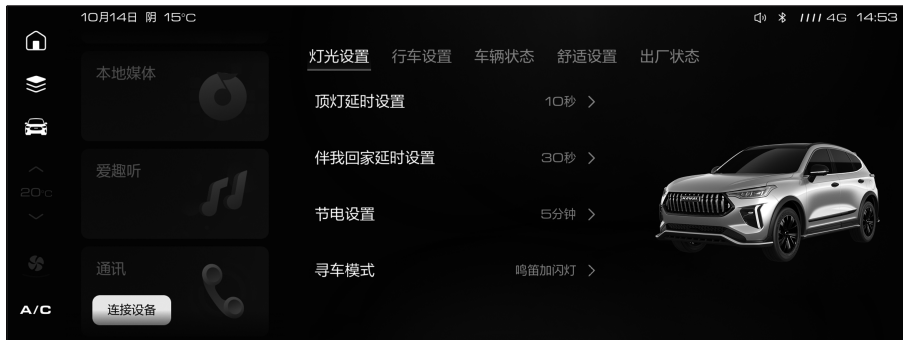 10月14日 阴 15°C
4G 14:53
本地媒体
爱趣听
通讯
连接设备
20°C
A/C
灯光设置 行车设置 车辆状态 舒适设置 出厂状态
顶灯延时设置 10秒
伴我回家延时设置 30秒
节电设置 5分钟
寻车模式 鸣笛加闪灯
HAVAL